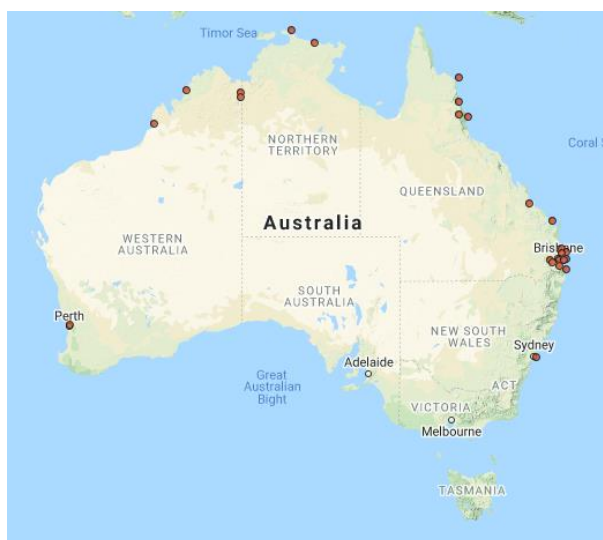 Timor Sea
NORTHERN
TERRITORY
Coral S
QUEENSLAND
Australia
WESTERN
AUSTRALIA
Brisbane
SOUTH
AUSTRALIA
Perth
NEW SOUTH
WALES
Sydney
Adelaide
Great
Australian
Bight
ACT
VICTORIA
Melbourne
TASMANIA